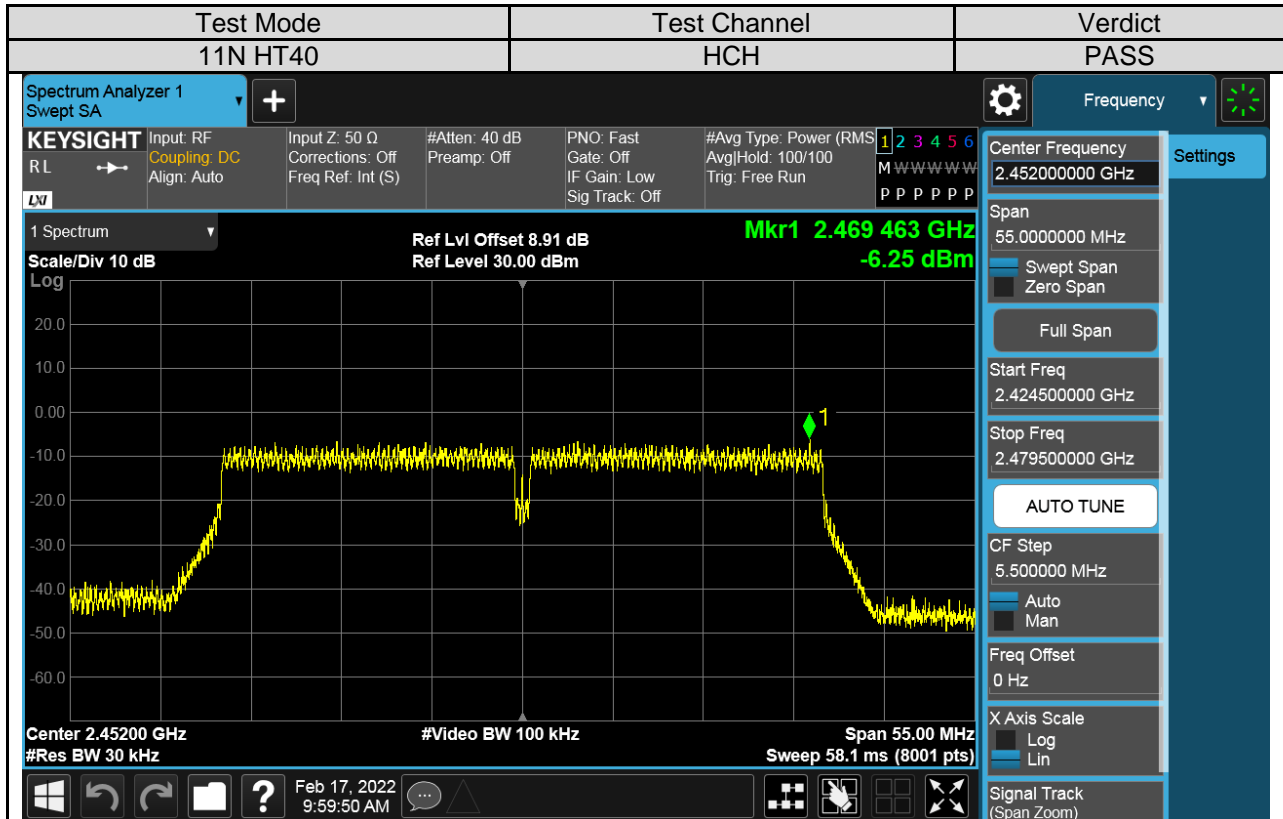 Test Mode Test Channel Verdict
11N HT40 HCH PASS
Spectrum Analyzer 1
Swept SA
+
Frequency
KEYSIGHT Input: RF Input Z: 50 Ω #Atten: 40 dB PNO: Fast #Avg Type: Power (RMS 1 2 3 4 5 6
RL Coupling: DC Corrections: Off Preamp: Off Gate: Off Avg|Hold: 100/100 M W W W W W
Align: Auto Freq Ref: Int (S) IF Gain: Low Trig: Free Run
LXI Sig Track: Off P P P P P P
1 Spectrum Ref Lvl Offset 8.91 dB Mkr1 2.469 463 GHz
Scale/Div 10 dB Ref Level 30.00 dBm -6.25 dBm
Log
20.0
10.0
0.00
1
-10.0
-20.0
-30.0
-40.0
-50.0
-60.0
Center 2.45200 GHz #Video BW 100 kHz Span 55.00 MHz
#Res BW 30 kHz Sweep 58.1 ms (8001 pts)
Center Frequency
2.452000000 GHz
Settings
Span
55.0000000 MHz
Swept Span
Zero Span
Full Span
Start Freq
2.424500000 GHz
Stop Freq
2.479500000 GHz
AUTO TUNE
CF Step
5.500000 MHz
Auto
Man
Freq Offset
0 Hz
X Axis Scale
Log
Lin
Signal Track
(Span Zoom)
? Feb 17, 2022
9:59:50 AM